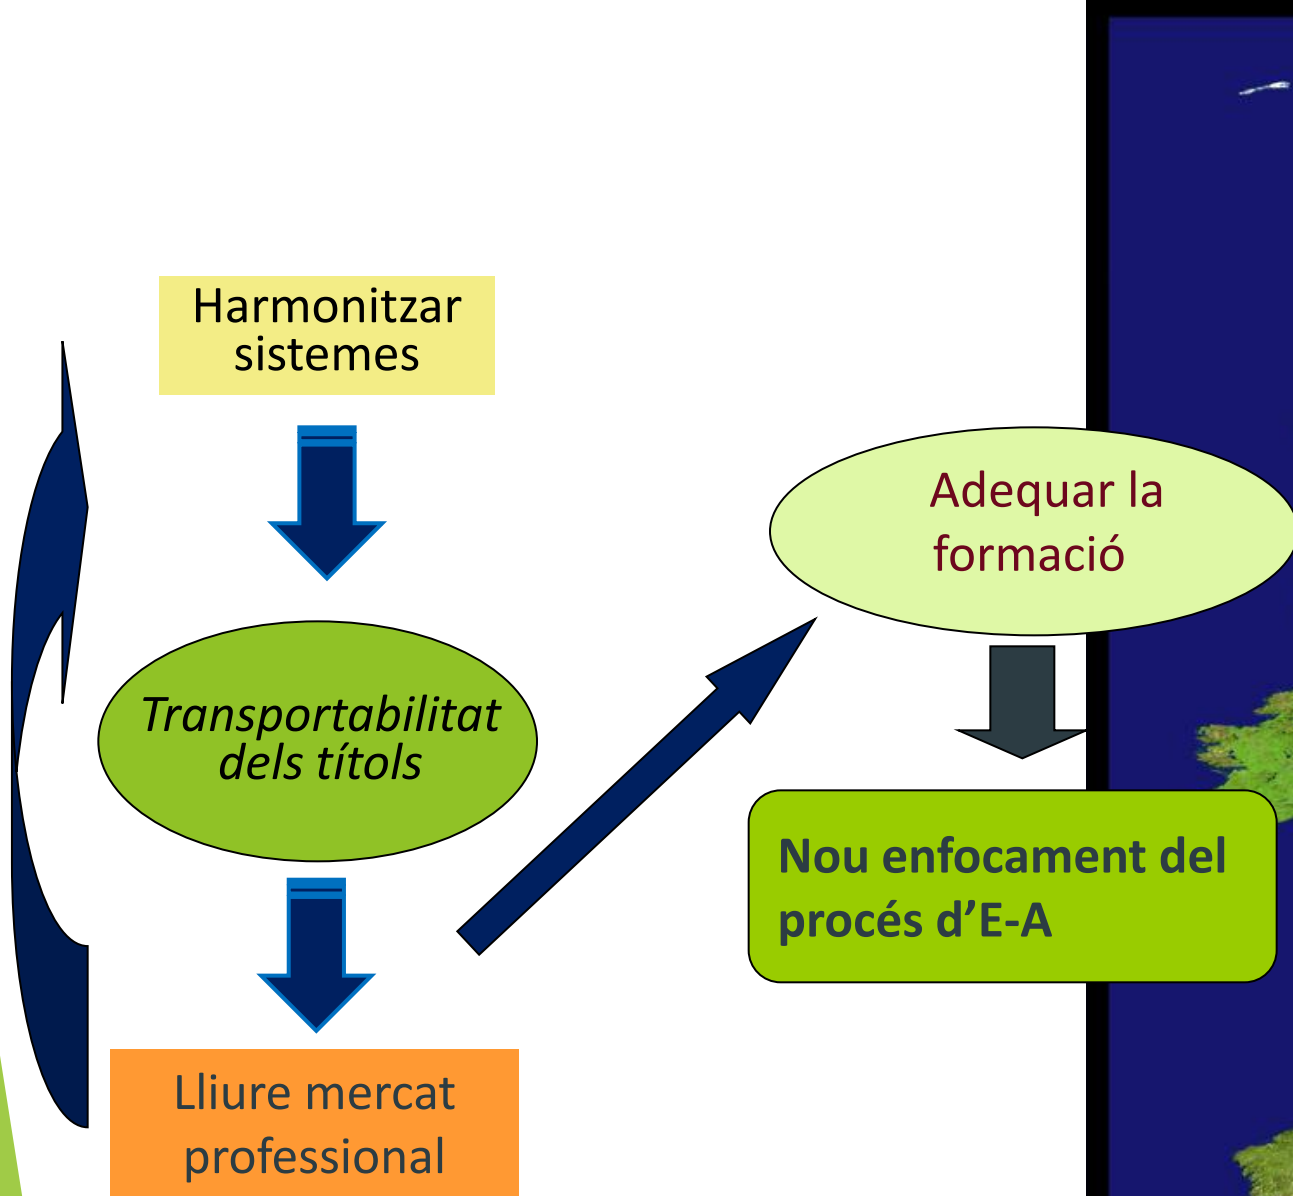 Harmonitzar
sistemes
Transportabilitat
dels títols
Lliure mercat
professional
Adequar la
formació
Nou enfocament del
procés d’E-A